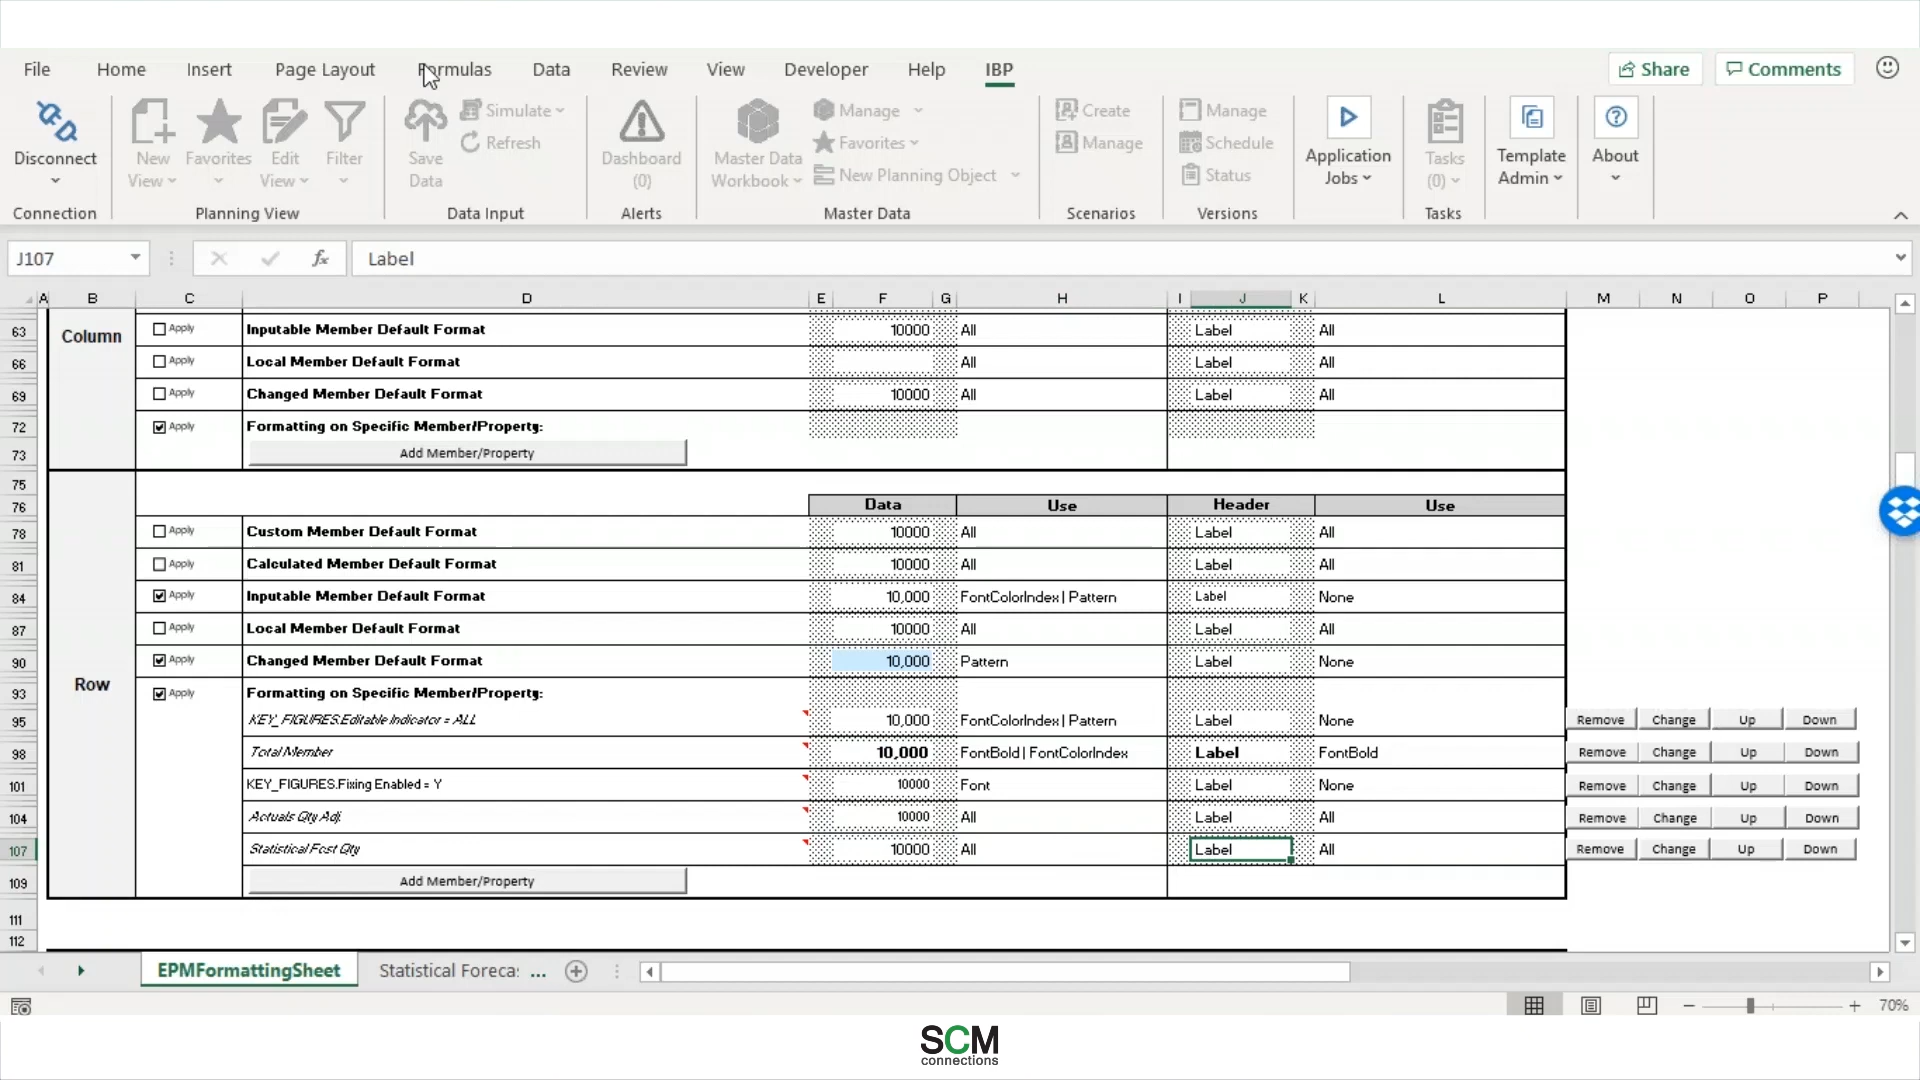 File Home Insert Page Layout Formulas Data Review View Developer Help IBP Share Comments
Disconnect New View Favorites Edit View Filter Save Data Simulate Refresh Dashboard (0) Master Data Workbook Manage Favorites New Planning Object Create Manage Manage Schedule Status Application Jobs Tasks (0) Template Admin About
Connection Planning View Data Input Alerts Master Data Scenarios Versions Tasks
J107 fx Label
A B C D E F G H I J K L M N O P
63 Column Apply Inputable Member Default Format 10000 All Label All
66 Apply Local Member Default Format All Label All
69 Apply Changed Member Default Format 10000 All Label All
72 Apply Formatting on Specific Member/Property:
73 Add Member/Property
75
76 Data Use Header Use
78 Apply Custom Member Default Format 10000 All Label All
81 Apply Calculated Member Default Format 10000 All Label All
84 Apply Inputable Member Default Format 10,000 FontColorIndex | Pattern Label None
87 Apply Local Member Default Format 10000 All Label All
90 Apply Changed Member Default Format 10,000 Pattern Label None
93 Row Apply Formatting on Specific Member/Property:
95 KEY_FIGURES.Editable Indicator = ALL 10,000 FontColorIndex | Pattern Label None Remove Change Up Down
98 Total Member 10,000 FontBold | FontColorIndex Label FontBold Remove Change Up Down
101 KEY_FIGURES.Fixing Enabled = Y 10000 Font Label None Remove Change Up Down
104 Actuals Qty Adj. 10000 All Label All Remove Change Up Down
107 Statistical Fcst Qty 10000 All Label All Remove Change Up Down
109 Add Member/Property
111
112
EPMFormattingSheet Statistical Forecas ...
70%
SCM
connections